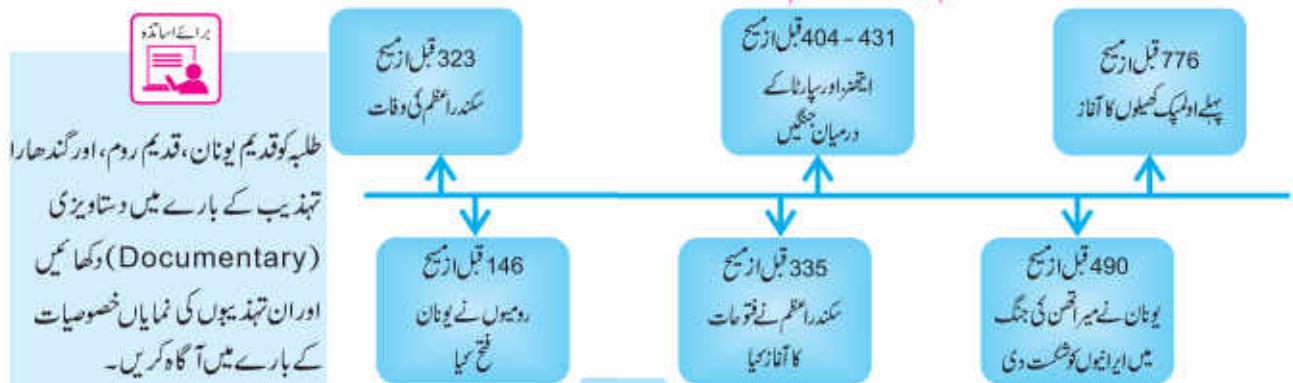 776 قبل از مسیح
پہلے اولمپک کھیلوں کا آغاز
490 قبل از مسیح
یونان نے میراتھن کی جنگ
میں ایرانیوں کو شکست دی
431 - 404 قبل از مسیح
ایتھنز اور سپارٹا کے
درمیان جنگیں
335 قبل از مسیح
سکندر اعظم نے فتوحات
کا آغاز کیا
323 قبل از مسیح
سکندر اعظم کی وفات
146 قبل از مسیح
رومیوں نے یونان
فتح کیا
برائے اساتذہ
طلبہ کو قدیم یونان، قدیم روم، اور گندھارا
تہذیب کے بارے میں دستاویزی
(Documentary) دکھائیں
اور ان تہذیبوں کی نمایاں خصوصیات
کے بارے میں آگاہ کریں۔